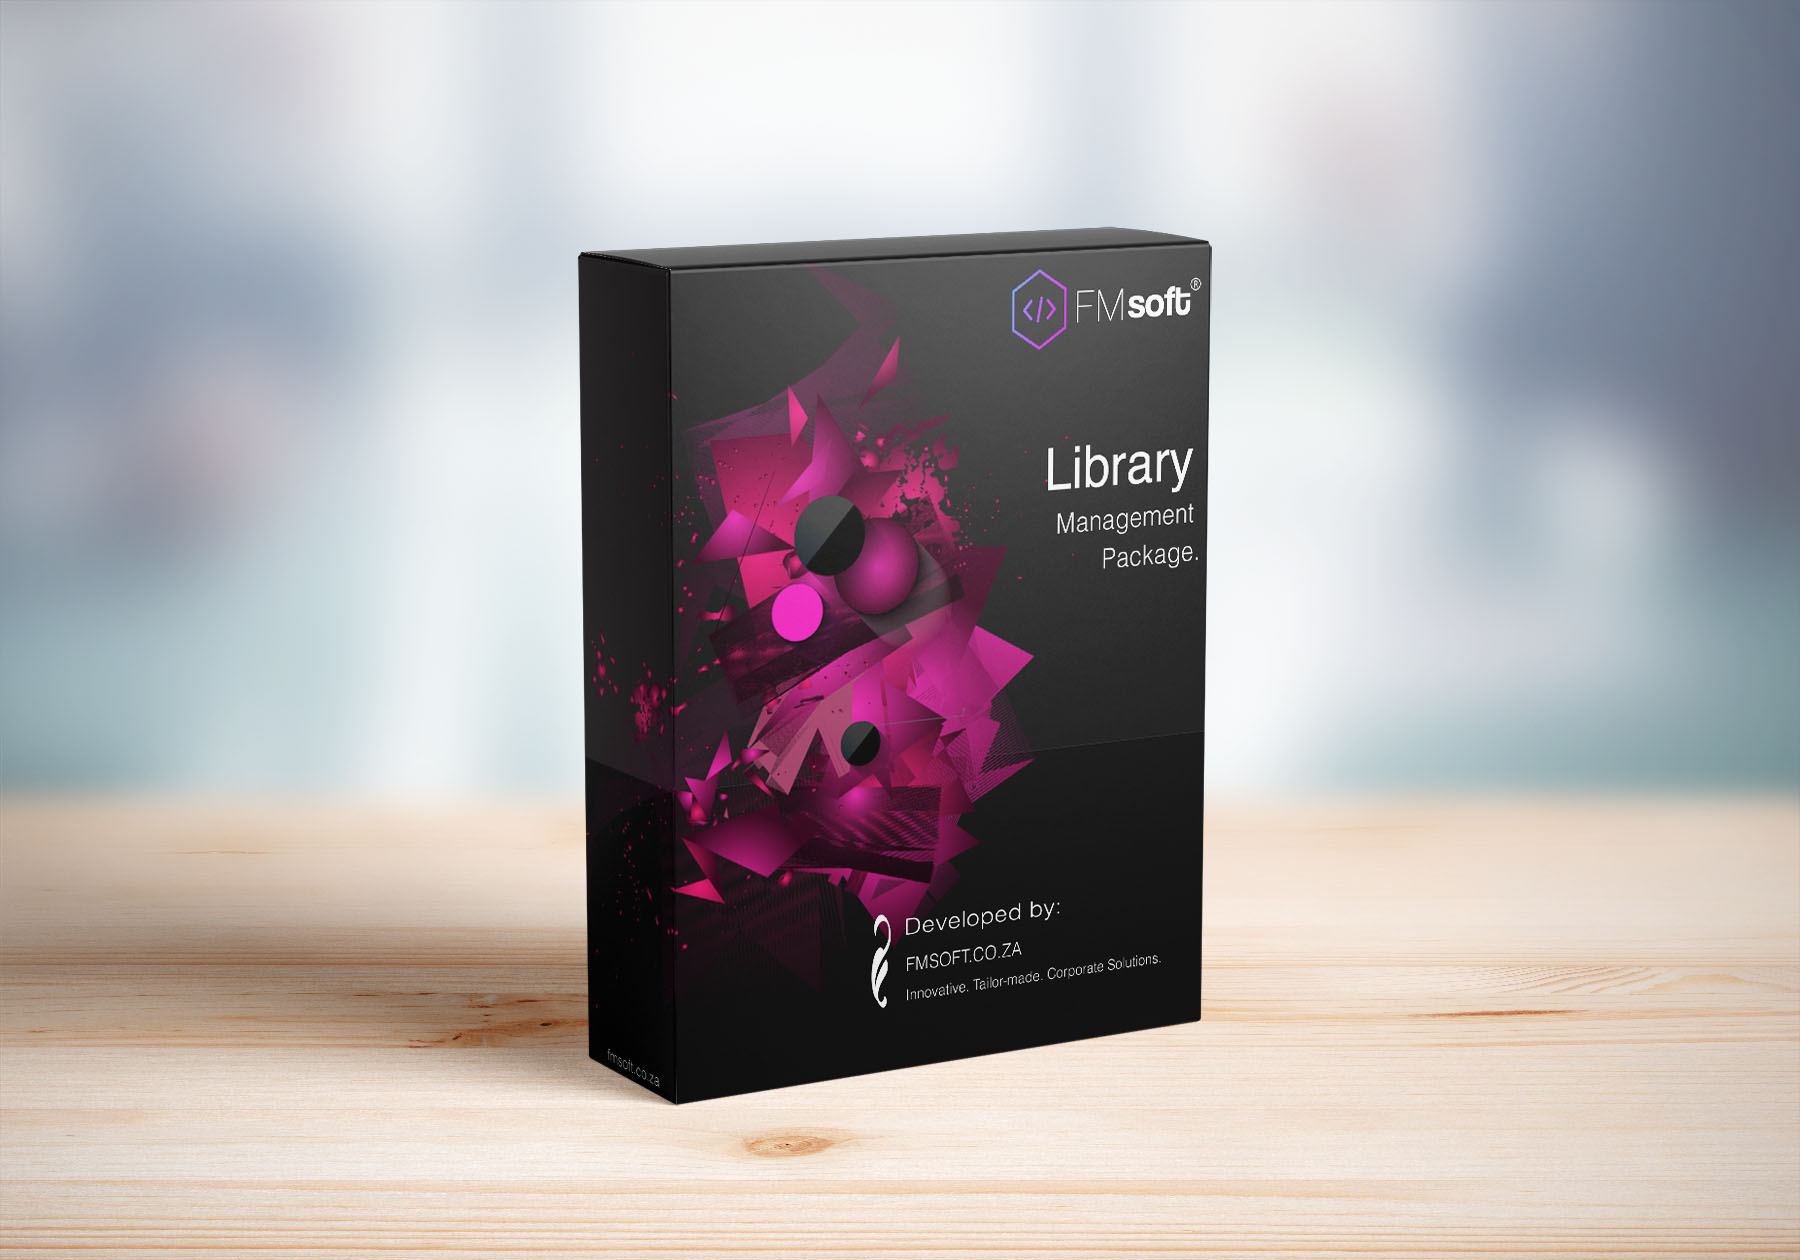 </> FMsoft®
Library
Management
Package.
Developed by:
FMSOFT.CO.ZA
Innovative. Tailor-made. Corporate Solutions.
fmsoft.co.za